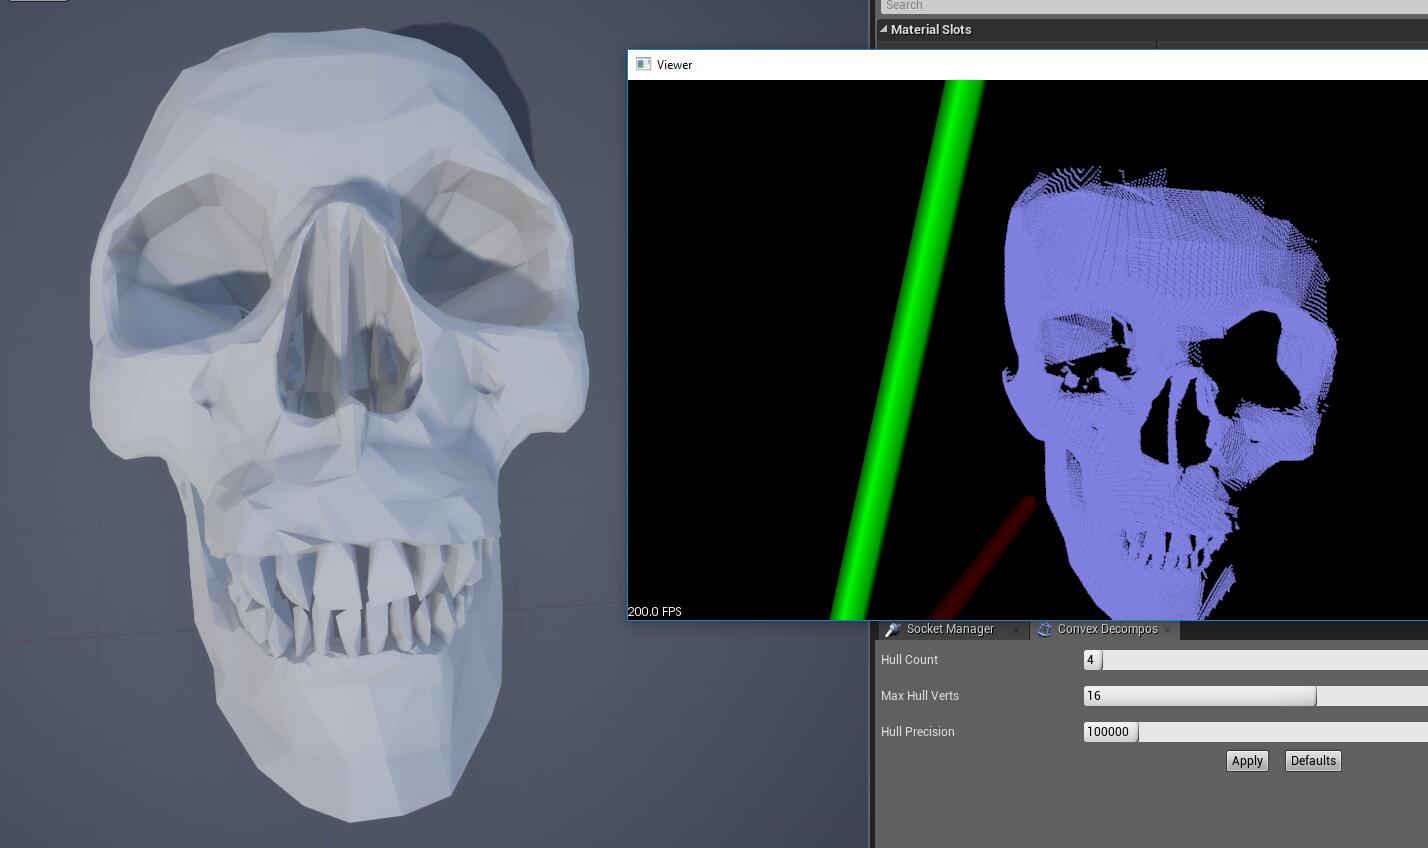 Search
Material Slots
Viewer
200.0 FPS
Socket Manager
Convex Decompos
Hull Count
4
Max Hull Verts
16
Hull Precision
100000
Apply
Defaults